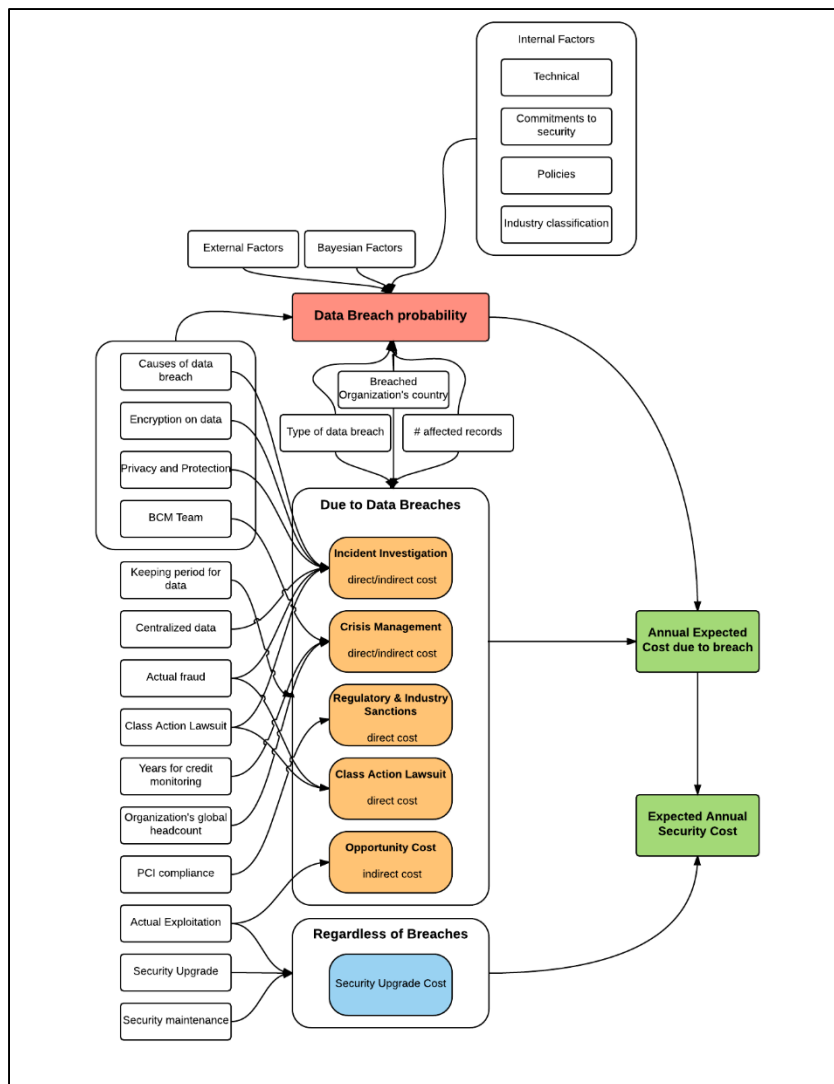 Internal Factors
Technical
Commitments to
security
Policies
Industry classification
External Factors
Bayesian Factors
Data Breach probability
Causes of data
breach
Encryption on data
Privacy and Protection
BCM Team
Breached
Organization's country
Type of data breach
# affected records
Due to Data Breaches
Incident Investigation
direct/indirect cost
Crisis Management
direct/indirect cost
Regulatory & Industry
Sanctions
direct cost
Class Action Lawsuit
direct cost
Opportunity Cost
indirect cost
Keeping period for
data
Centralized data
Actual fraud
Class Action Lawsuit
Years for credit
monitoring
Organization's global
headcount
PCI compliance
Actual Exploitation
Security Upgrade
Security maintenance
Regardless of Breaches
Security Upgrade Cost
Annual Expected
Cost due to breach
Expected Annual
Security Cost